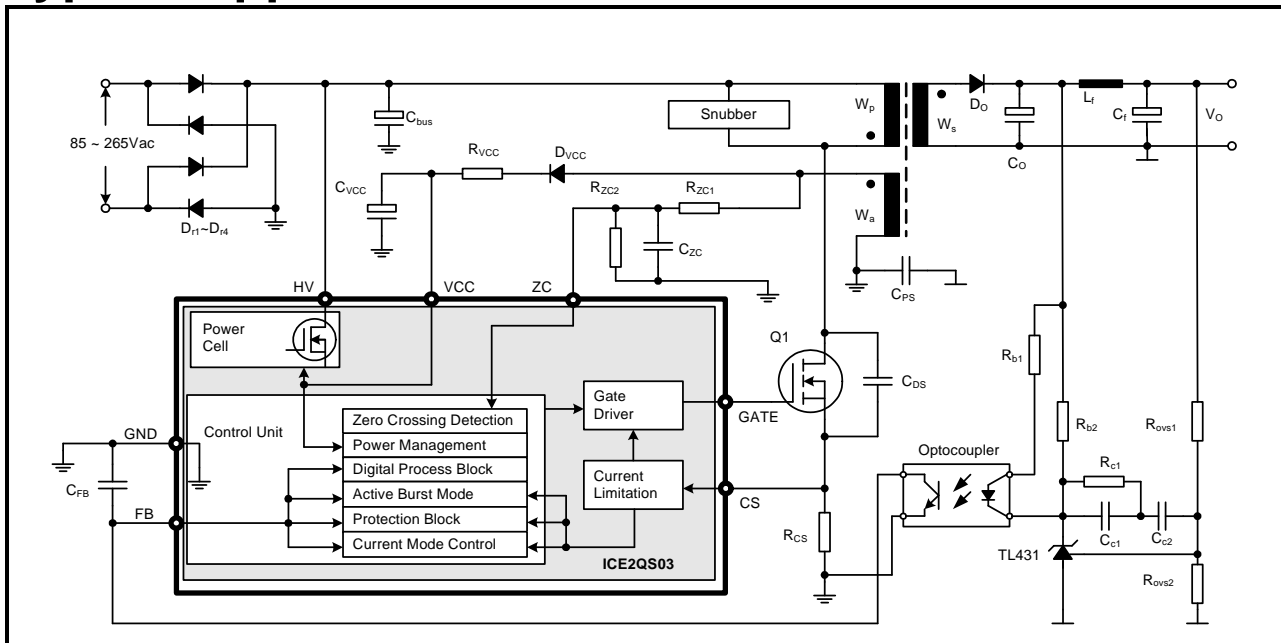 85 ~ 265Vac
Dr1~Dr4
Cbus
Snubber
Wp
Ws
DO
CO
Lf
Cf
VO
RVCC
DVCC
CVCC
RZC2
RZC1
CZC
Wa
CPS
HV
VCC
ZC
Power
Cell
Q1
CDS
Rb1
Control Unit
Zero Crossing Detection
Power Management
Digital Process Block
Active Burst Mode
Protection Block
Current Mode Control
Gate
Driver
Current
Limitation
GATE
CS
GND
CFB
FB
ICE2QS03
RCS
Optocoupler
Rb2
Rovs1
Rc1
Cc1
Cc2
TL431
Rovs2